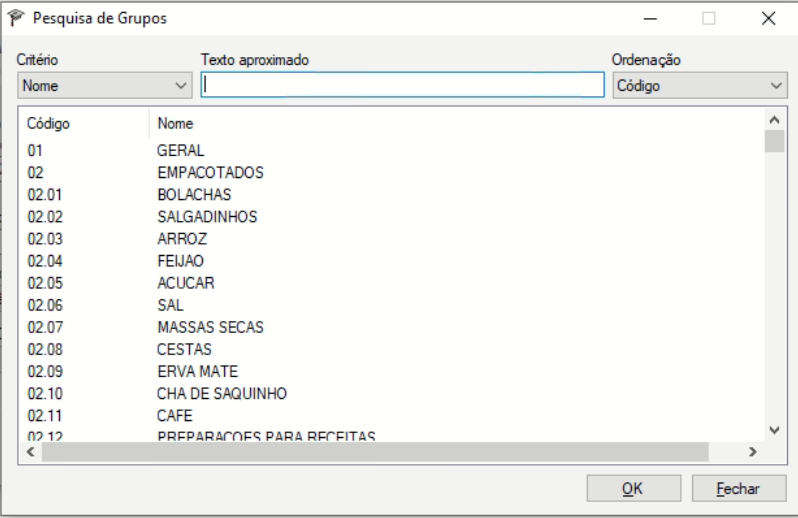 Pesquisa de Grupos
Critério Texto aproximado Ordenação
Nome Código
Código Nome
01 GERAL
02 EMPACOTADOS
02.01 BOLACHAS
02.02 SALGADINHOS
02.03 ARROZ
02.04 FEIJAO
02.05 ACUCAR
02.06 SAL
02.07 MASSAS SECAS
02.08 CESTAS
02.09 ERVA MATE
02.10 CHA DE SAQUINHO
02.11 CAFE
02.12 PREPARACOES PARA RECEITAS
OK Fechar